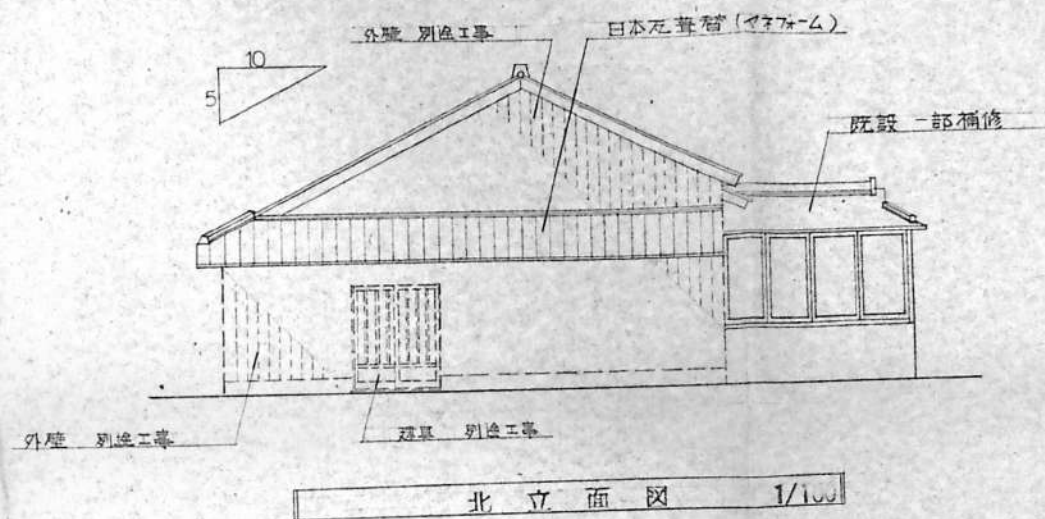 外壁 別途工事
日本瓦葺替(ヤネフォーム)
10
5
既設 一部補修
外壁 別途工事
建具 別途工事
北立面図 1/100